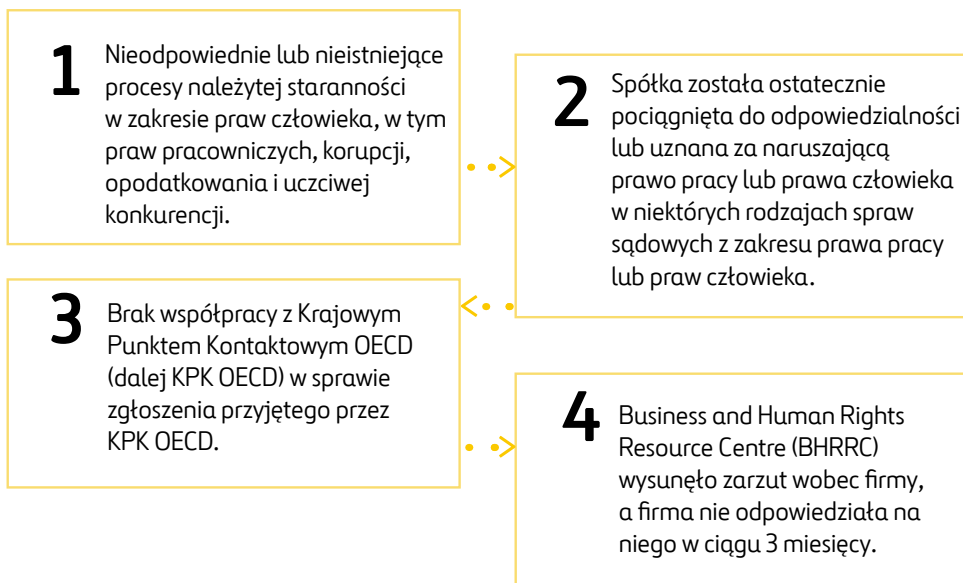 1
Nieodpowiednie lub nieistniejące
procesy należytej staranności
w zakresie praw człowieka, w tym
praw pracowniczych, korupcji,
opodatkowania i uczciwej
konkurencji.
2
Spółka została ostatecznie
pociągnięta do odpowiedzialności
lub uznana za naruszającą
prawo pracy lub prawa człowieka
w niektórych rodzajach spraw
sądowych z zakresu prawa pracy
lub praw człowieka.
3
Brak współpracy z Krajowym
Punktem Kontaktowym OECD
(dalej KPK OECD) w sprawie
zgłoszenia przyjętego przez
KPK OECD.
4
Business and Human Rights
Resource Centre (BHRRC)
wysunęło zarzut wobec firmy,
a firma nie odpowiedziała na
niego w ciągu 3 miesięcy.